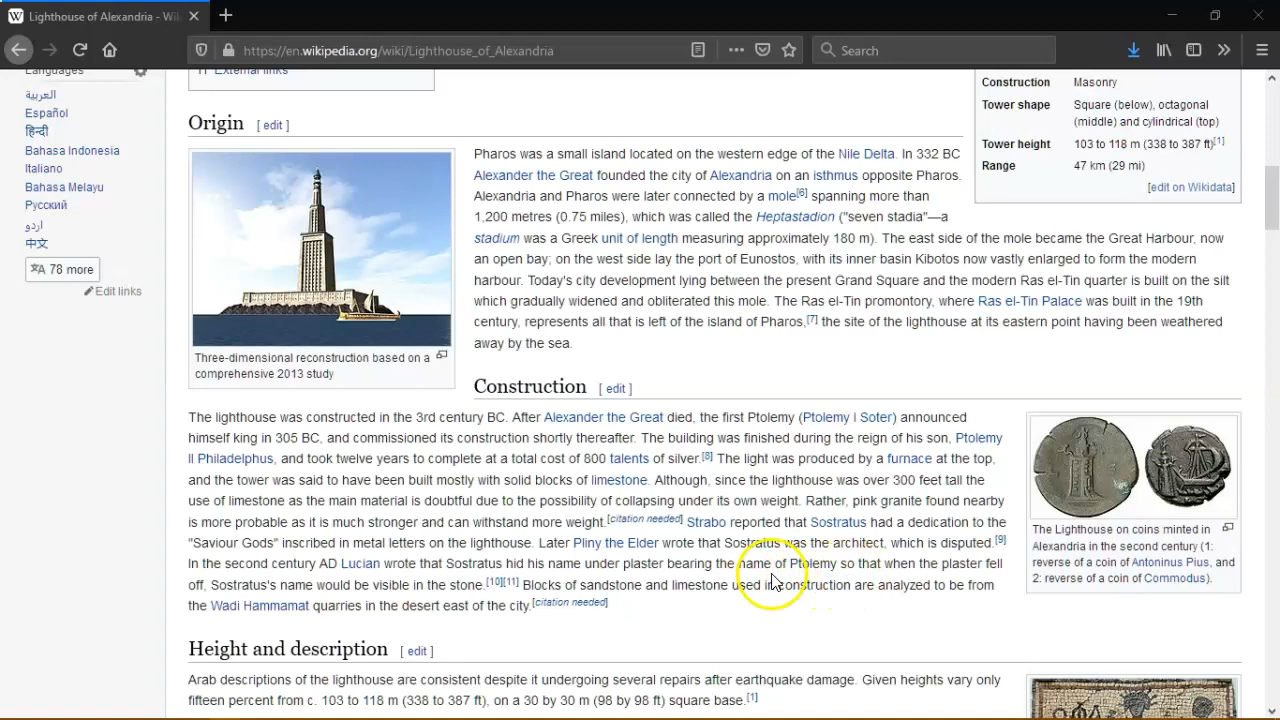 Lighthouse of Alexandria - Wiki
https://en.wikipedia.org/wiki/Lighthouse_of_Alexandria
Search
Languages
العربية
Español
हिन्दी
Bahasa Indonesia
Italiano
Bahasa Melayu
Русский
اردو
中文
78 more
Edit links
11 External links
Construction Masonry
Tower shape Square (below), octagonal
(middle) and cylindrical (top)
Tower height 103 to 118 m (338 to 387 ft)[1]
Range 47 km (29 mi)
[edit on Wikidata]
Origin [ edit ]
Three-dimensional reconstruction based on a
comprehensive 2013 study
Pharos was a small island located on the western edge of the Nile Delta. In 332 BC
Alexander the Great founded the city of Alexandria on an isthmus opposite Pharos.
Alexandria and Pharos were later connected by a mole[6] spanning more than
1,200 metres (0.75 miles), which was called the Heptastadion ("seven stadia"—a
stadium was a Greek unit of length measuring approximately 180 m). The east side of the mole became the Great Harbour, now
an open bay; on the west side lay the port of Eunostos, with its inner basin Kibotos now vastly enlarged to form the modern
harbour. Today's city development lying between the present Grand Square and the modern Ras el-Tin quarter is built on the silt
which gradually widened and obliterated this mole. The Ras el-Tin promontory, where Ras el-Tin Palace was built in the 19th
century, represents all that is left of the island of Pharos,[7] the site of the lighthouse at its eastern point having been weathered
away by the sea.
Construction [ edit ]
The lighthouse was constructed in the 3rd century BC. After Alexander the Great died, the first Ptolemy (Ptolemy I Soter) announced
himself king in 305 BC, and commissioned its construction shortly thereafter. The building was finished during the reign of his son, Ptolemy
II Philadelphus, and took twelve years to complete at a total cost of 800 talents of silver.[8] The light was produced by a furnace at the top,
and the tower was said to have been built mostly with solid blocks of limestone. Although, since the lighthouse was over 300 feet tall the
use of limestone as the main material is doubtful due to the possibility of collapsing under its own weight. Rather, pink granite found nearby
is more probable as it is much stronger and can withstand more weight.[citation needed] Strabo reported that Sostratus had a dedication to the
"Saviour Gods" inscribed in metal letters on the lighthouse. Later Pliny the Elder wrote that Sostratus was the architect, which is disputed.[9]
In the second century AD Lucian wrote that Sostratus hid his name under plaster bearing the name of Ptolemy so that when the plaster fell
off, Sostratus's name would be visible in the stone.[10][11] Blocks of sandstone and limestone used in construction are analyzed to be from
the Wadi Hammamat quarries in the desert east of the city.[citation needed]
The Lighthouse on coins minted in
Alexandria in the second century (1:
reverse of a coin of Antoninus Pius, and
2: reverse of a coin of Commodus).
Height and description [ edit ]
Arab descriptions of the lighthouse are consistent despite it undergoing several repairs after earthquake damage. Given heights vary only
fifteen percent from c. 103 to 118 m (338 to 387 ft), on a 30 by 30 m (98 by 98 ft) square base.[1]